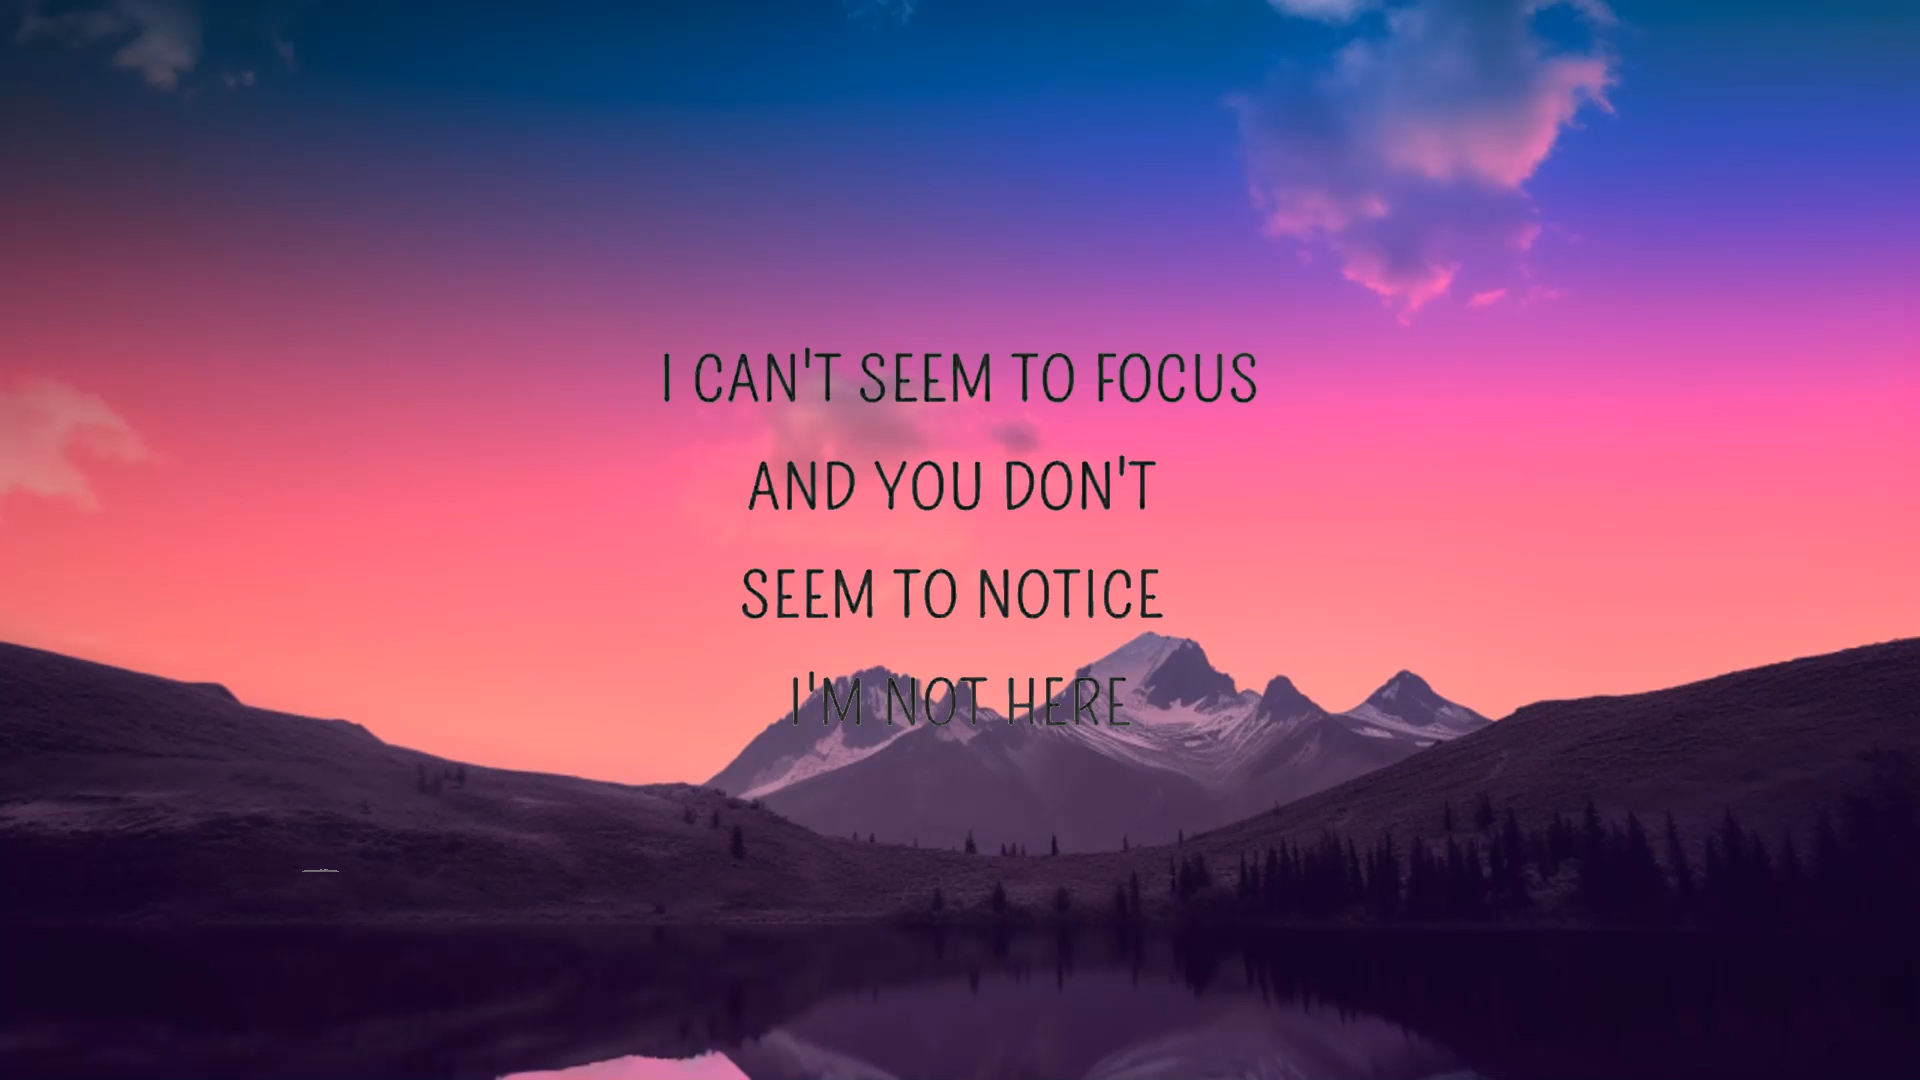 I CAN'T SEEM TO FOCUS
AND YOU DON'T
SEEM TO NOTICE
I'M NOT HERE